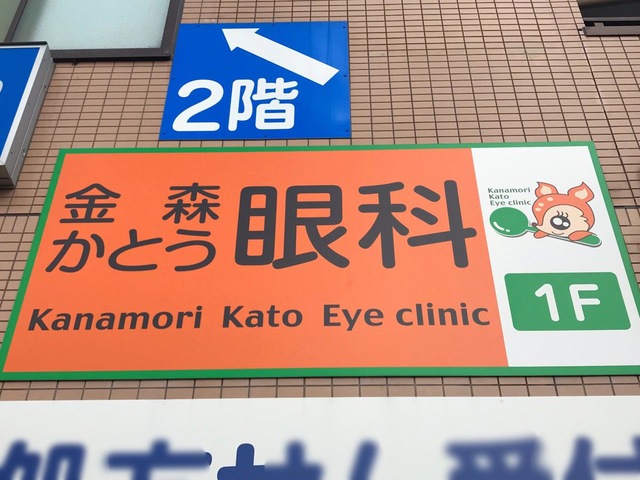 2階
金森
かとう
眼科
Kanamori Kato Eye clinic
Kanamori
Kato
Eye clinic
1F